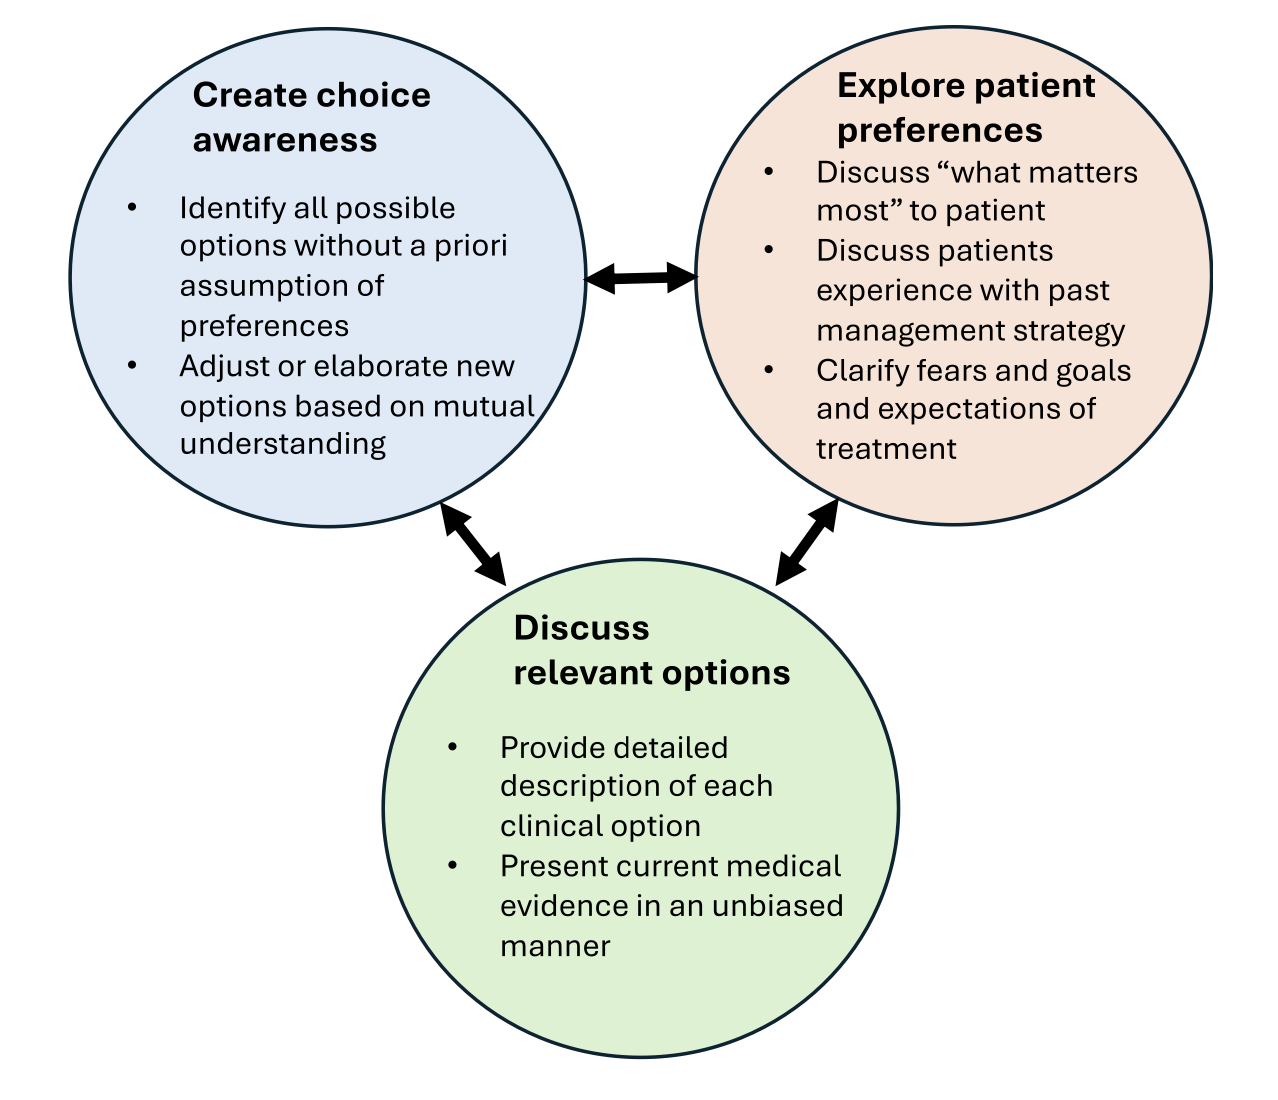 Create choice
awareness
• Identify all possible
options without a priori
assumption of
preferences
• Adjust or elaborate new
options based on mutual
understanding
Explore patient
preferences
• Discuss “what matters
most” to patient
• Discuss patients
experience with past
management strategy
• Clarify fears and goals
and expectations of
treatment
Discuss
relevant options
• Provide detailed
description of each
clinical option
• Present current medical
evidence in an unbiased
manner